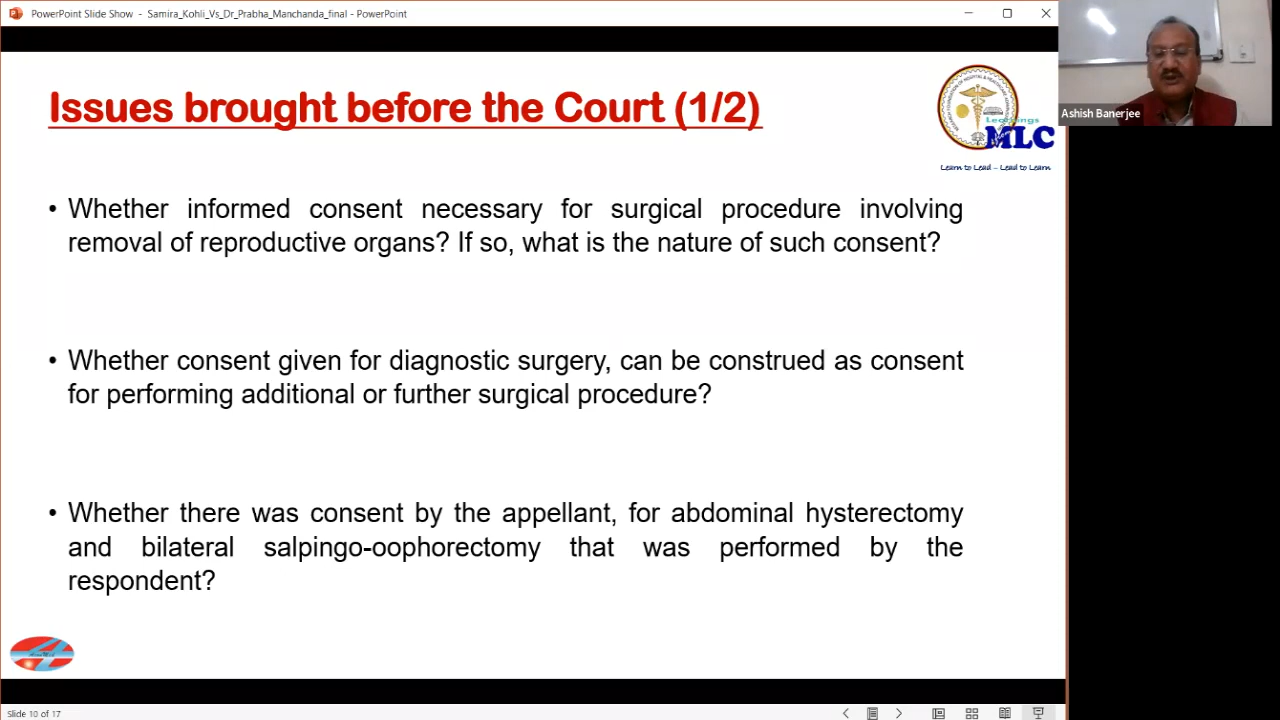 PowerPoint Slide Show - Samira_Kohli_Vs_Dr_Prabha_Manchanda_final - PowerPoint
Issues brought before the Court (1/2)
Learnings
MLC
Learn to Lead – Lead to Learn
Ashish Banerjee
• Whether informed consent necessary for surgical procedure involving
removal of reproductive organs? If so, what is the nature of such consent?
• Whether consent given for diagnostic surgery, can be construed as consent
for performing additional or further surgical procedure?
• Whether there was consent by the appellant, for abdominal hysterectomy
and bilateral salpingo-oophorectomy that was performed by the
respondent?
Slide 10 of 17